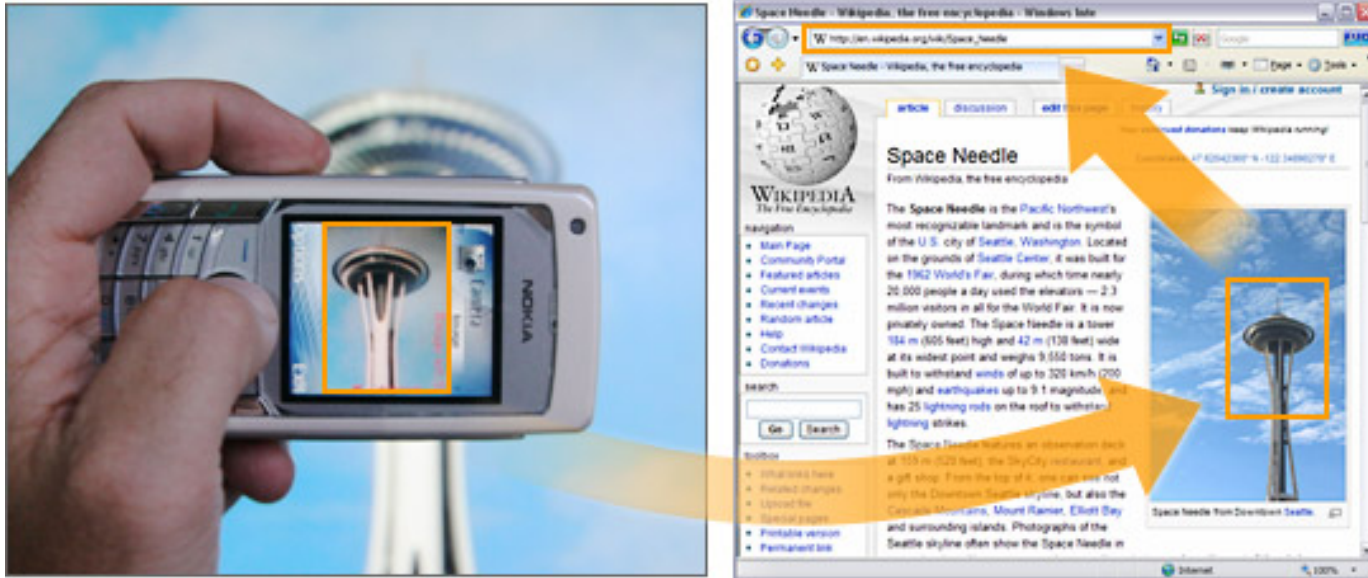 NOKIA
Camera
Image
Space Needle - Wikipedia, the free encyclopedia - Windows Inte
W http://en.wikipedia.org/wiki/Space_Needle
Google
W Space Needle - Wikipedia, the free encyclopedia
Page
Tools
Sign in / create account
article
discussion
edit this page
history
continued donations keep Wikipedia running!
Space Needle
From Wikipedia, the free encyclopedia
WIKIPEDIA
The Free Encyclopedia
navigation
Main Page
Community Portal
Featured articles
Current events
Recent changes
Random article
Help
Contact Wikipedia
Donations
search
Go
Search
toolbox
What links here
Related changes
Upload file
Special pages
Printable version
Permanent link
The Space Needle is the Pacific Northwest's
most recognizable landmark and is the symbol
of the U.S. city of Seattle, Washington. Located
on the grounds of Seattle Center, it was built for
the 1962 World's Fair, during which time nearly
20,000 people a day used the elevators — 2.3
million visitors in all for the World Fair. It is now
privately owned. The Space Needle is a tower
184 m (605 feet) high and 42 m (138 feet) wide
at its widest point and weighs 9,550 tons. It is
built to withstand winds of up to 320 km/h (200
mph) and earthquakes up to 9.1 magnitude, and
has 25 lightning rods on the roof to withstand
lightning strikes.
The Space Needle features an observation deck
at 159 m (520 feet), the SkyCity restaurant, and
a gift shop. From the top of it, one can see not
only the Downtown Seattle skyline, but also the
Cascade Mountains, Mount Rainier, Elliott Bay
and surrounding islands. Photographs of the
Seattle skyline often show the Space Needle in
Space Needle from Downtown Seattle.
Internet
100%